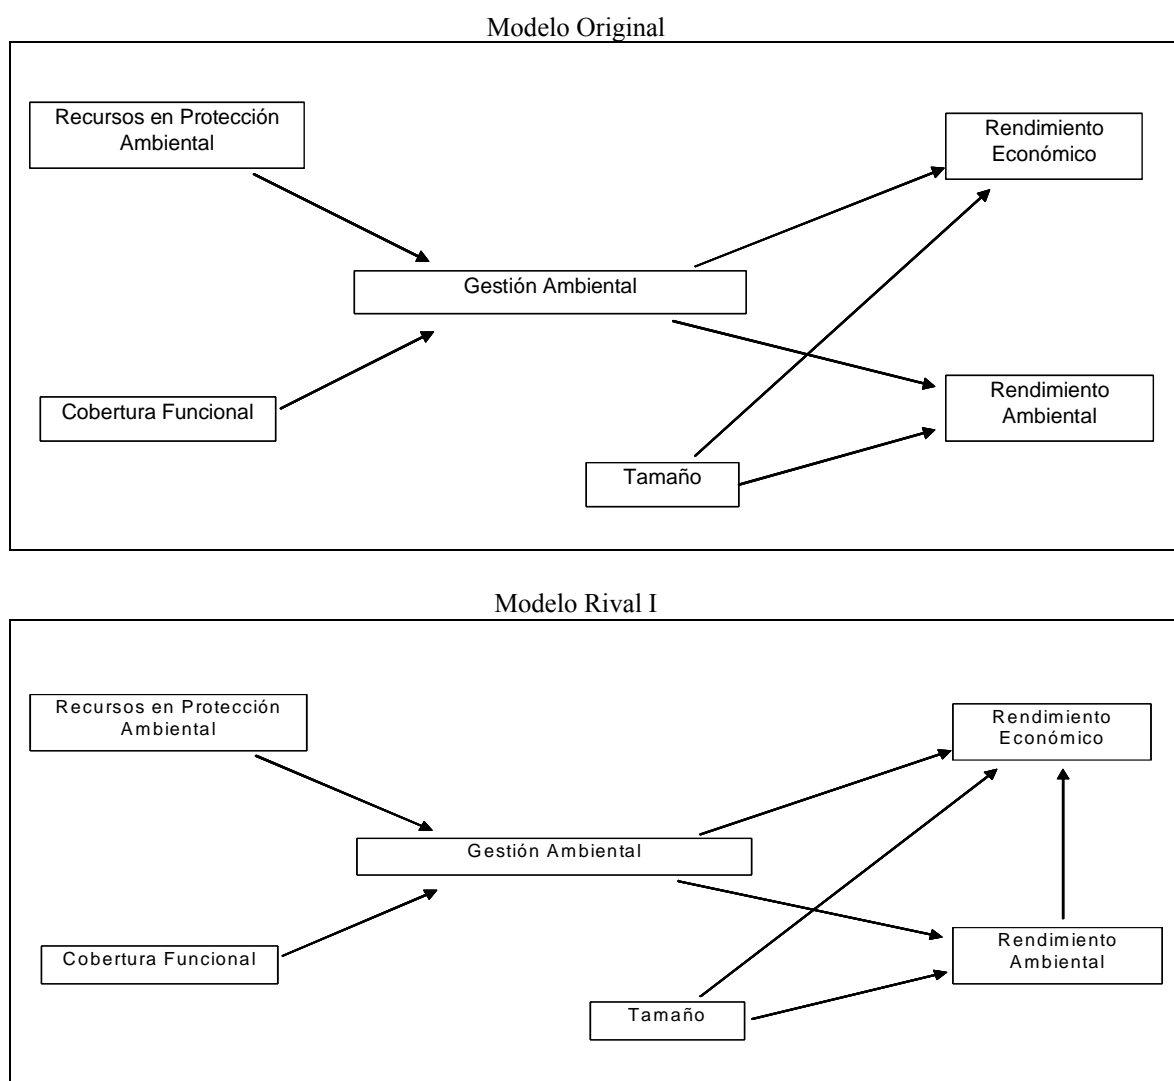 Modelo Original
Recursos en Protección
Ambiental
Rendimiento
Económico
Gestión Ambiental
Cobertura Funcional
Rendimiento
Ambiental
Tamaño
Modelo Rival I
Recursos en Protección
Ambiental
Rendimiento
Económico
Gestión Ambiental
Cobertura Funcional
Rendimiento
Ambiental
Tamaño